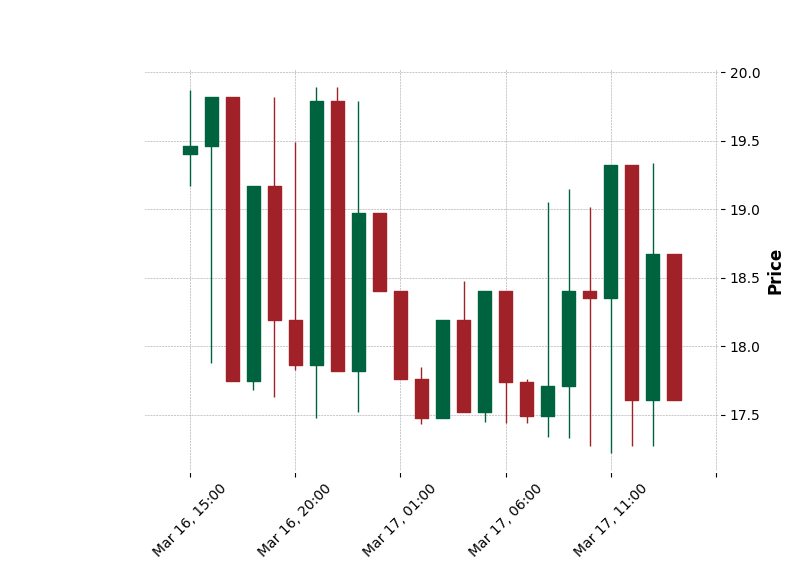 20.0
19.5
19.0
18.5
18.0
17.5
Price
Mar 16, 15:00
Mar 16, 20:00
Mar 17, 01:00
Mar 17, 06:00
Mar 17, 11:00